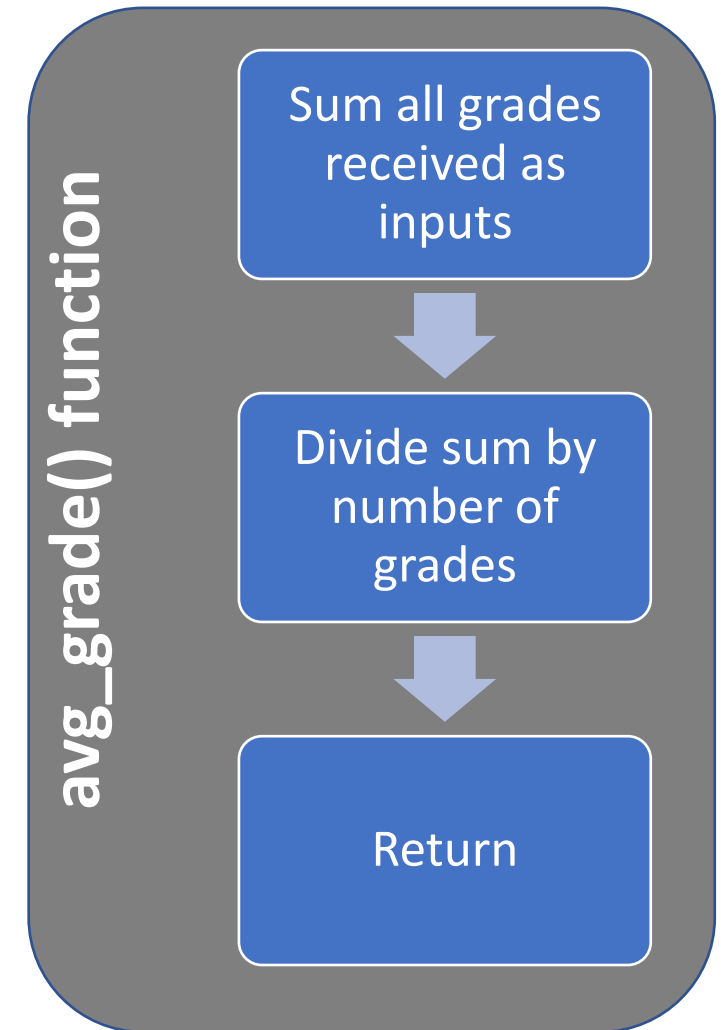 avg_grade() function
Sum all grades
received as
inputs
Divide sum by
number of
grades
Return